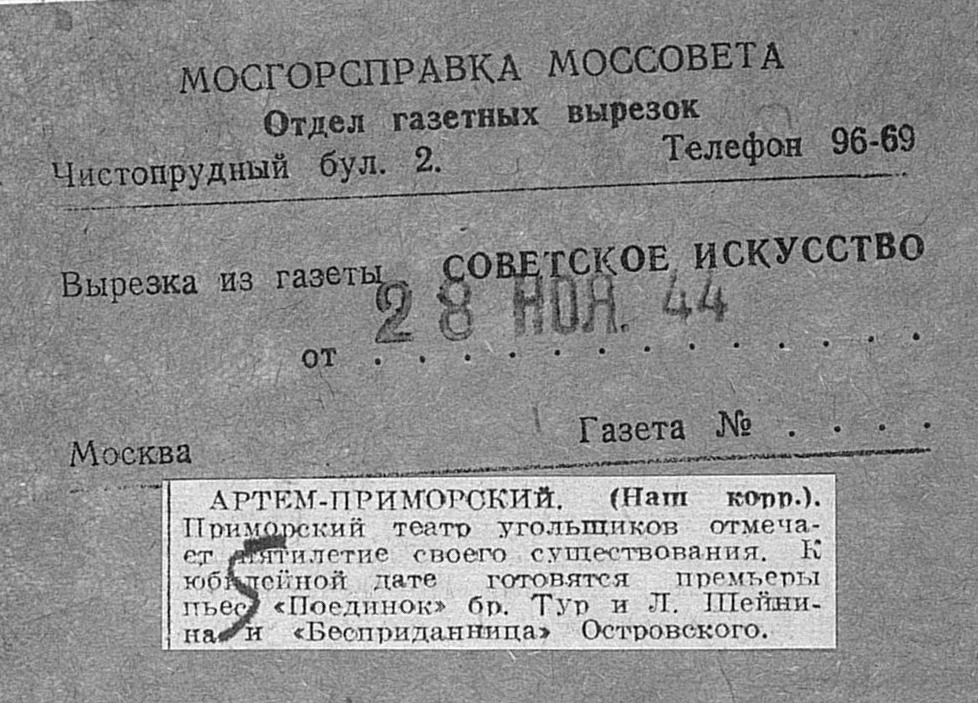 МОСГОРСПРАВКА МОССОВЕТА
Отдел газетных вырезок
Чистопрудный бул. 2. Телефон 96-69
Вырезка из газеты СОВЕТСКОЕ ИСКУССТВО
28 НОЯ. 44
от . . . . . . . . . . . . .
Москва Газета № . . . .
АРТЕМ-ПРИМОРСКИЙ. (Наш корр.).
Приморский театр угольщиков отмеча-
ет пятилетие своего существования. К
юбилейной дате готовятся премьеры
пьес «Поединок» бр. Тур и Л. Шейни-
на и «Бесприданница» Островского.
5